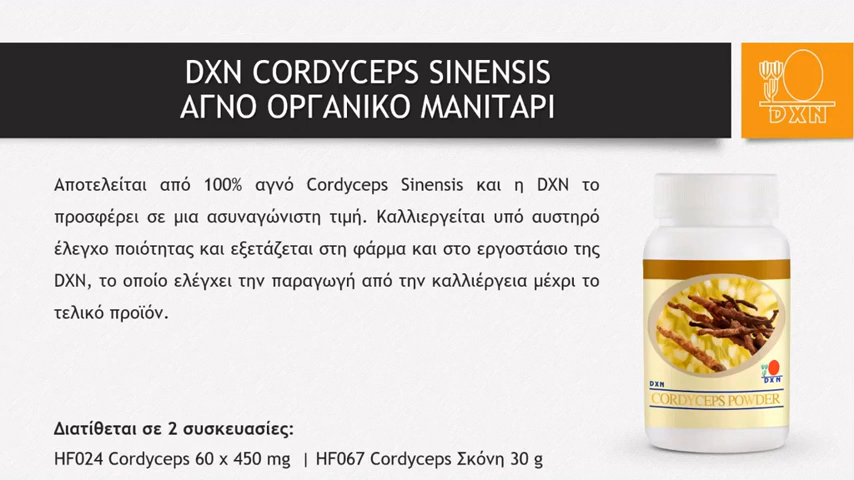 DXN CORDYCEPS SINENSIS
ΑΓΝΟ ΟΡΓΑΝΙΚΟ ΜΑΝΙΤΑΡΙ
DXN
Αποτελείται από 100% αγνό Cordyceps Sinensis και η DXN το
προσφέρει σε μια ασυναγώνιστη τιμή. Καλλιεργείται υπό αυστηρό
έλεγχο ποιότητας και εξετάζεται στη φάρμα και στο εργοστάσιο της
DXN, το οποίο ελέγχει την παραγωγή από την καλλιέργεια μέχρι το
τελικό προϊόν.
DXN
DXN
CORDYCEPS POWDER
Διατίθεται σε 2 συσκευασίες:
HF024 Cordyceps 60 x 450 mg | HF067 Cordyceps Σκόνη 30 g